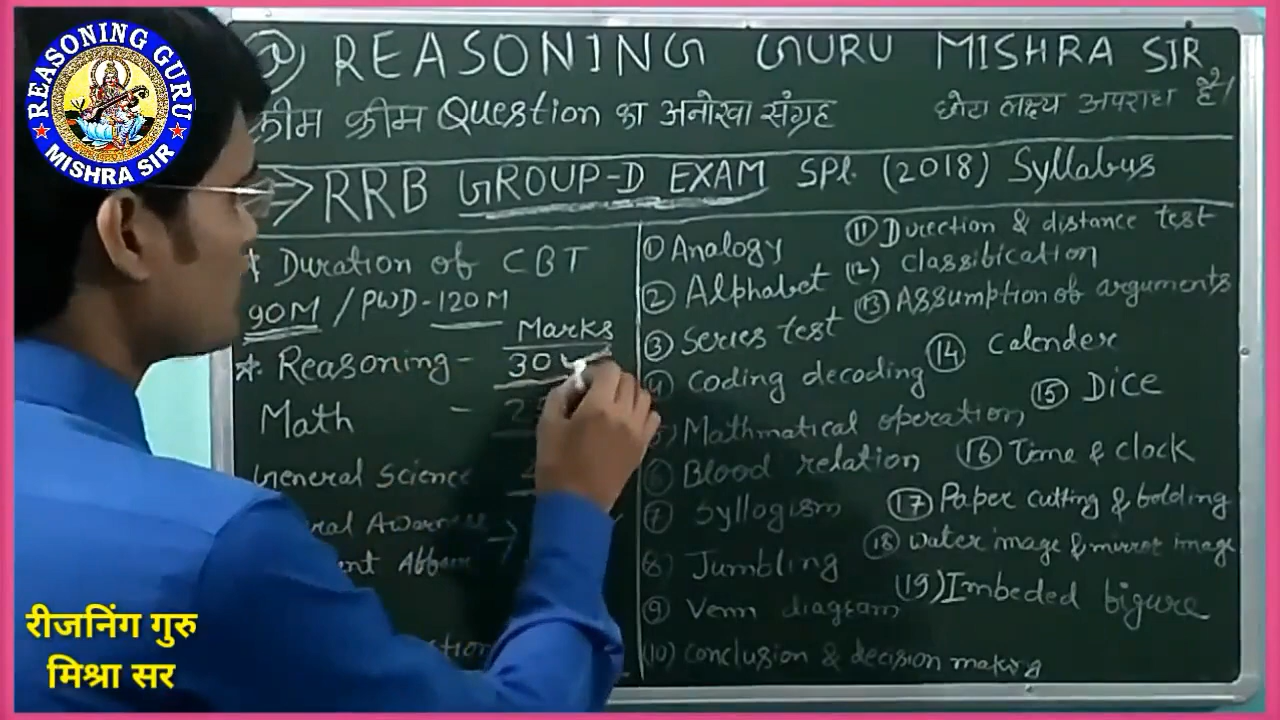 REASONING GURU
MISHRA SIR
@ REASONING GURU MISHRA SIR
क्रीम क्रीम Question का अनोखा संग्रह
छोटा लक्ष्य अपराध है।
⇒ RRB GROUP-D EXAM Spl. (2018) Syllabus
* Duration of CBT
90M / PWD-120M
Marks
* Reasoning - 30
Math -
General Science
① Analogy
② Alphabet
③ Series test
④ Coding decoding
5) Mathmatical operation
⑥ Blood relation
⑦ Syllogism
8) Jumbling
⑨ Venn diagram
(10) conclusion & decision making
⑪ Direction & distance test
(12) classification
⑬ Assumption of arguments
⑭ Calender
⑮ Dice
⑯ Time & clock
⑰ Paper cutting & folding
⑱ water image & mirror image
(19) Imbeded figure
रीजनिंग गुरु
मिश्रा सर